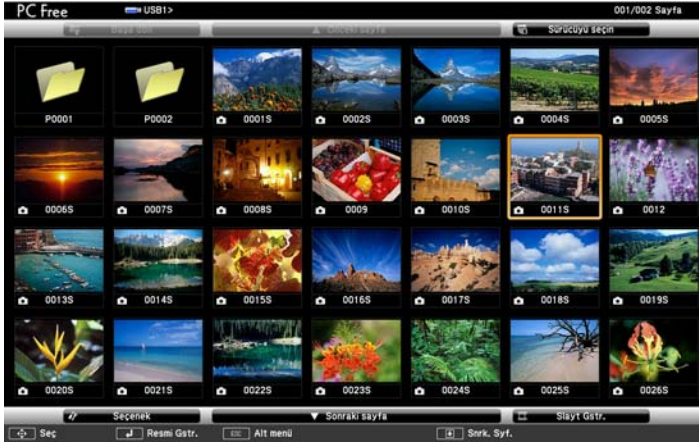 PC Free USB1> 001/002 Sayfa
Başa dön ▲ Önceki sayfa Sürücüyü seçin
P0001 P0002 0001S 0002S 0003S 0004S 0005S
0006S 0007S 0008S 0009 0010S 0011S 0012
0013S 0014S 0015S 0016S 0017S 0018S 0019S
0020S 0021S 0022S 0023S 0024S 0025S 0026S
Seçenek ▼ Sonraki sayfa Slayt Gstr.
Seç Resmi Gstr. ESC Alt menü Snrk. Syf.